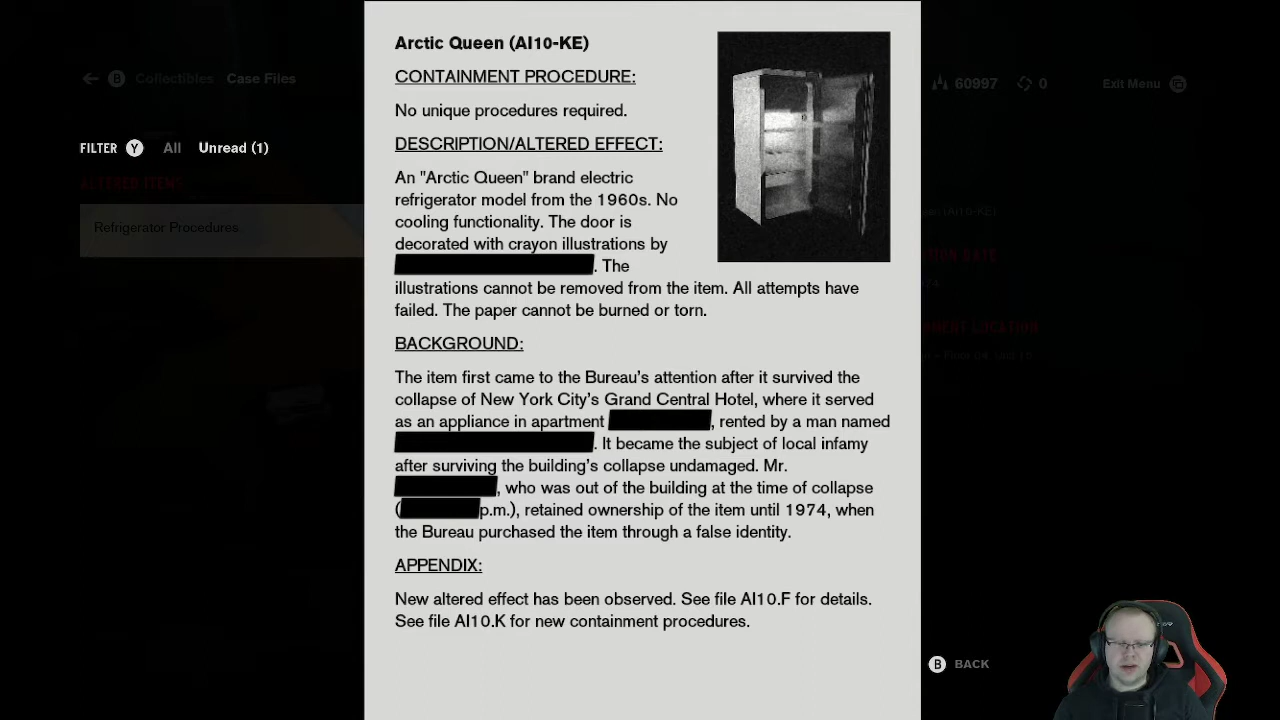 Arctic Queen (AI10-KE)
CONTAINMENT PROCEDURE:
No unique procedures required.
DESCRIPTION/ALTERED EFFECT:
An "Arctic Queen" brand electric
refrigerator model from the 1960s. No
cooling functionality. The door is
decorated with crayon illustrations by
. The
illustrations cannot be removed from the item. All attempts have
failed. The paper cannot be burned or torn.
BACKGROUND:
The item first came to the Bureau's attention after it survived the
collapse of New York City's Grand Central Hotel, where it served
as an appliance in apartment , rented by a man named
. It became the subject of local infamy
after surviving the building's collapse undamaged. Mr.
, who was out of the building at the time of collapse
( p.m.), retained ownership of the item until 1974, when
the Bureau purchased the item through a false identity.
APPENDIX:
New altered effect has been observed. See file AI10.F for details.
See file AI10.K for new containment procedures.
B Collectibles Case Files
FILTER Y All Unread (1)
ALTERED ITEMS
Refrigerator Procedures
60997 0 Exit Menu
(AI10-KE)
DATE
LOCATION
B BACK